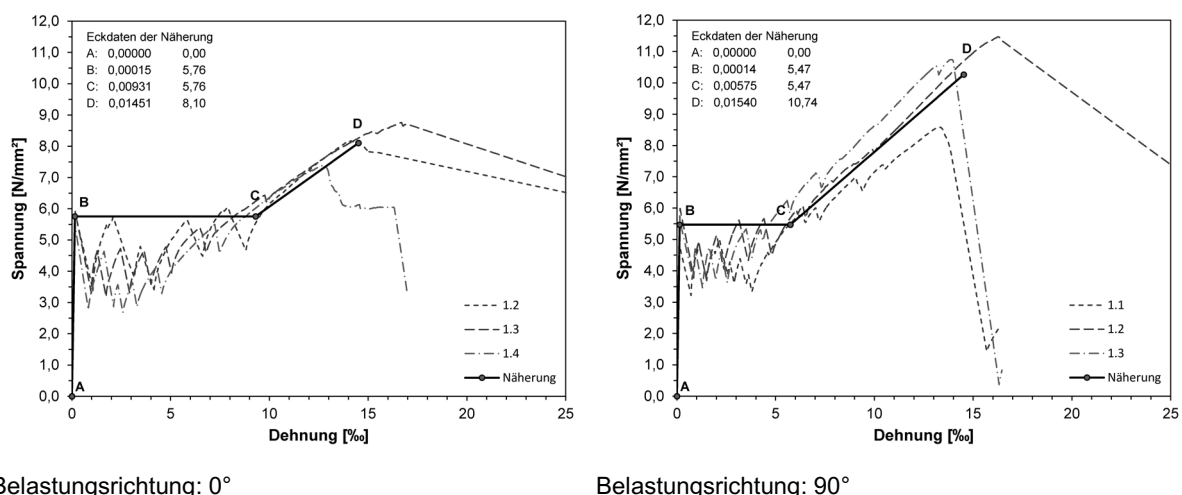 12,0
11,0
10,0
9,0
8,0
7,0
6,0
5,0
4,0
3,0
2,0
1,0
0,0
Spannung [N/mm²]
Eckdaten der Näherung
A: 0,00000 0,00
B: 0,00015 5,76
C: 0,00931 5,76
D: 0,01451 8,10
A
B
C
D
1.2
1.3
1.4
Näherung
0 5 10 15 20 25
Dehnung [‰]
Belastungsrichtung: 0°
12,0
11,0
10,0
9,0
8,0
7,0
6,0
5,0
4,0
3,0
2,0
1,0
0,0
Spannung [N/mm²]
Eckdaten der Näherung
A: 0,00000 0,00
B: 0,00014 5,47
C: 0,00575 5,47
D: 0,01540 10,74
A
B
C
D
1.1
1.2
1.3
Näherung
0 5 10 15 20 25
Dehnung [‰]
Belastungsrichtung: 90°